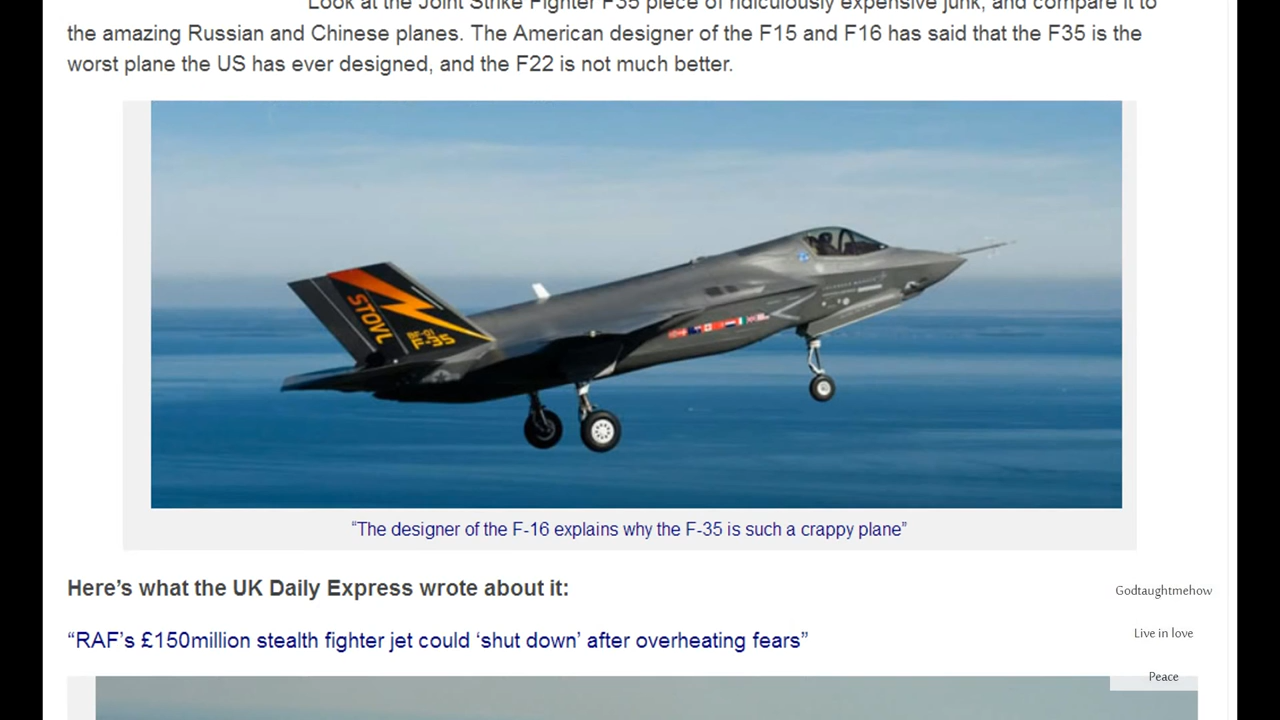 Look at the Joint Strike Fighter F35 piece of ridiculously expensive junk, and compare it to
the amazing Russian and Chinese planes. The American designer of the F15 and F16 has said that the F35 is the
worst plane the US has ever designed, and the F22 is not much better.
STOVL
BF-01
F-35
“The designer of the F-16 explains why the F-35 is such a crappy plane”
Here’s what the UK Daily Express wrote about it:
Godtaughtmehow
“RAF’s £150million stealth fighter jet could ‘shut down’ after overheating fears”
Live in love
Peace